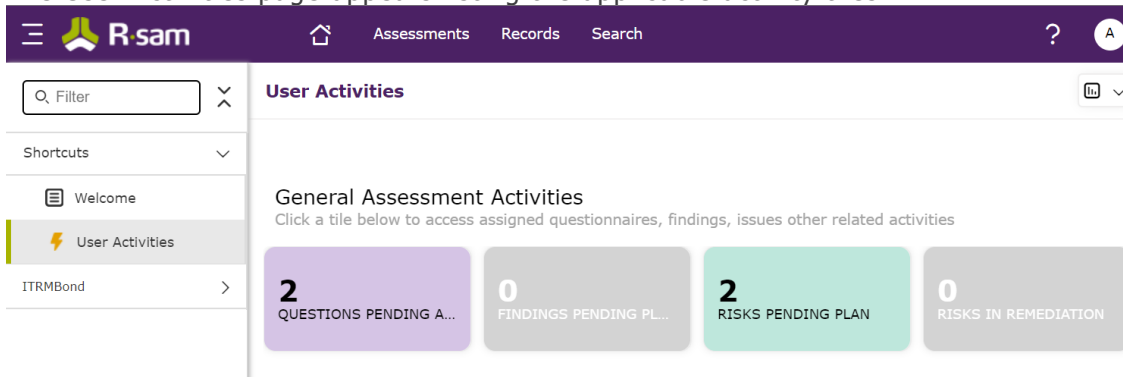 R·sam
Assessments Records Search
? A
Filter
User Activities
Shortcuts
Welcome
User Activities
ITRMBond
General Assessment Activities
Click a tile below to access assigned questionnaires, findings, issues other related activities
2
QUESTIONS PENDING A...
0
FINDINGS PENDING PL...
2
RISKS PENDING PLAN
0
RISKS IN REMEDIATION